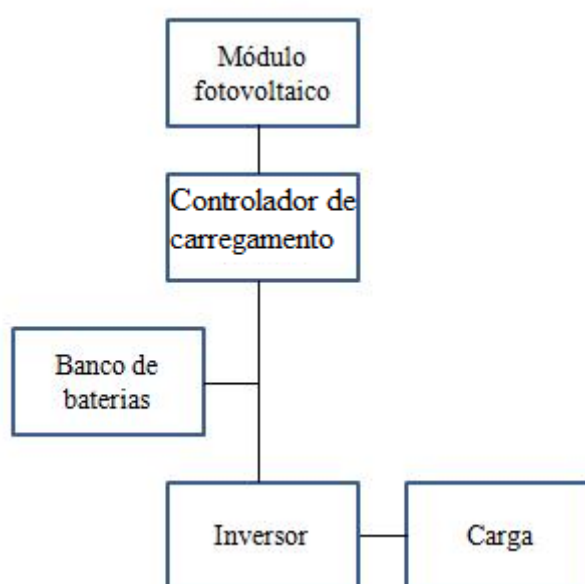 Módulo
fotovoltaico
Controlador de
carregamento
Banco de
baterias
Inversor
Carga